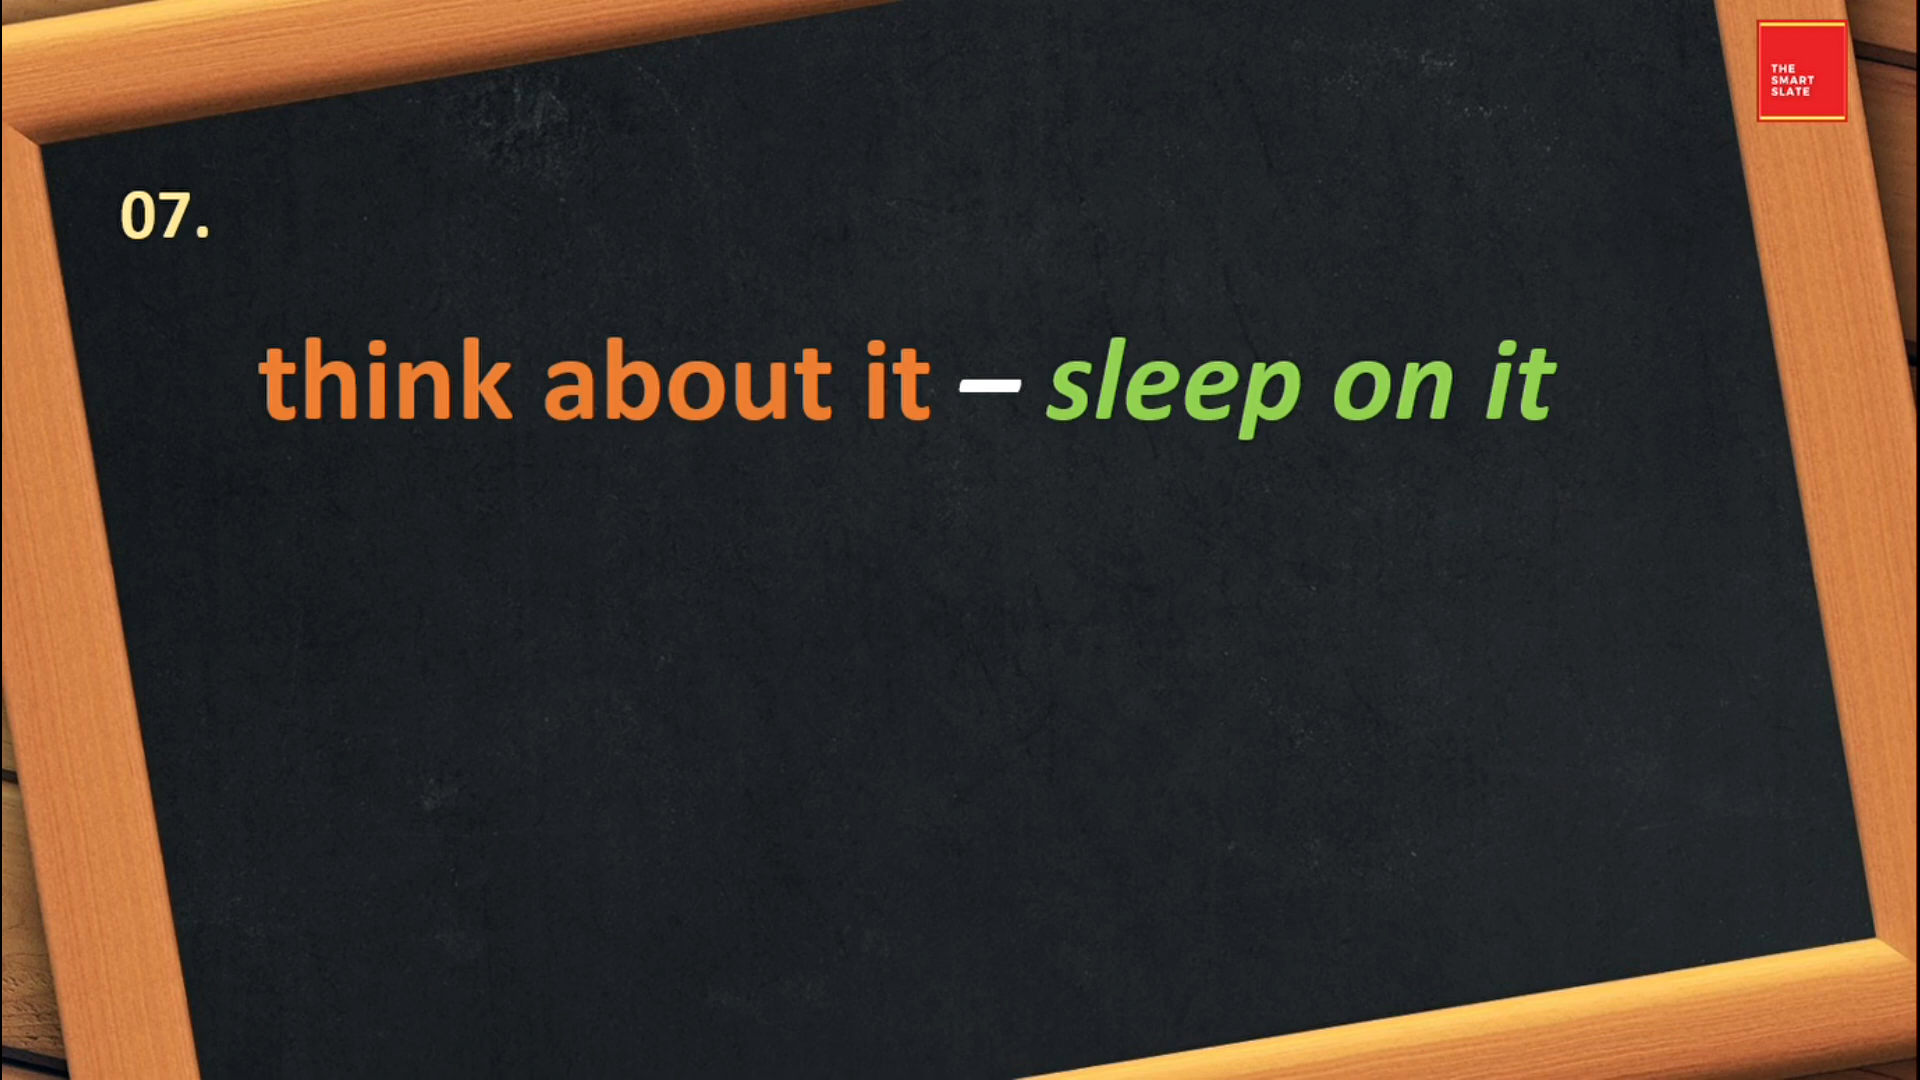 THE
SMART
SLATE
07.
think about it – sleep on it